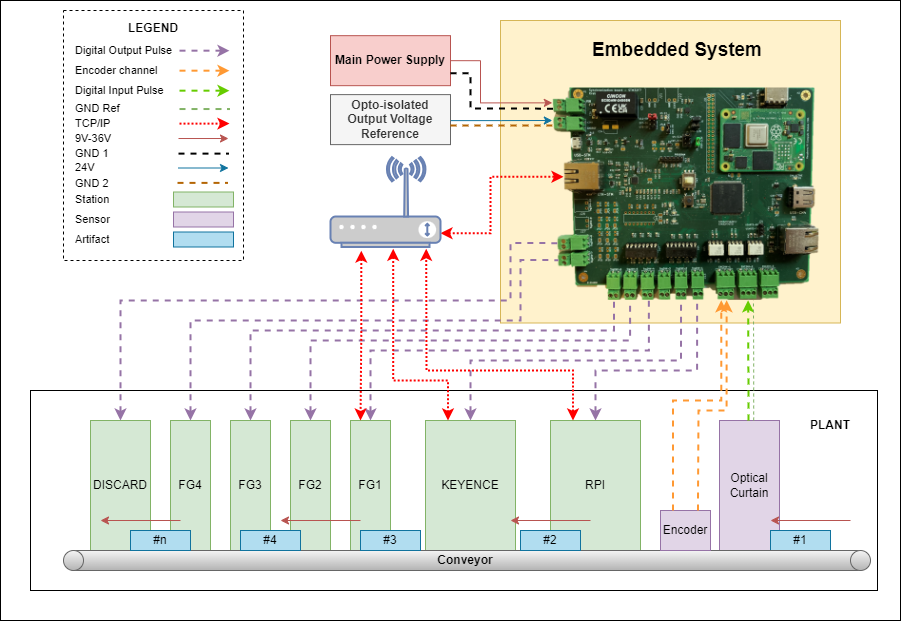 LEGEND
Digital Output Pulse
Encoder channel
Digital Input Pulse
GND Ref
TCP/IP
9V-36V
GND 1
24V
GND 2
Station
Sensor
Artifact
Main Power Supply
Opto-isolated
Output Voltage
Reference
Embedded System
CINCON
PLANT
DISCARD
FG4
FG3
FG2
FG1
KEYENCE
RPI
Encoder
Optical
Curtain
#n
#4
#3
#2
#1
Conveyor